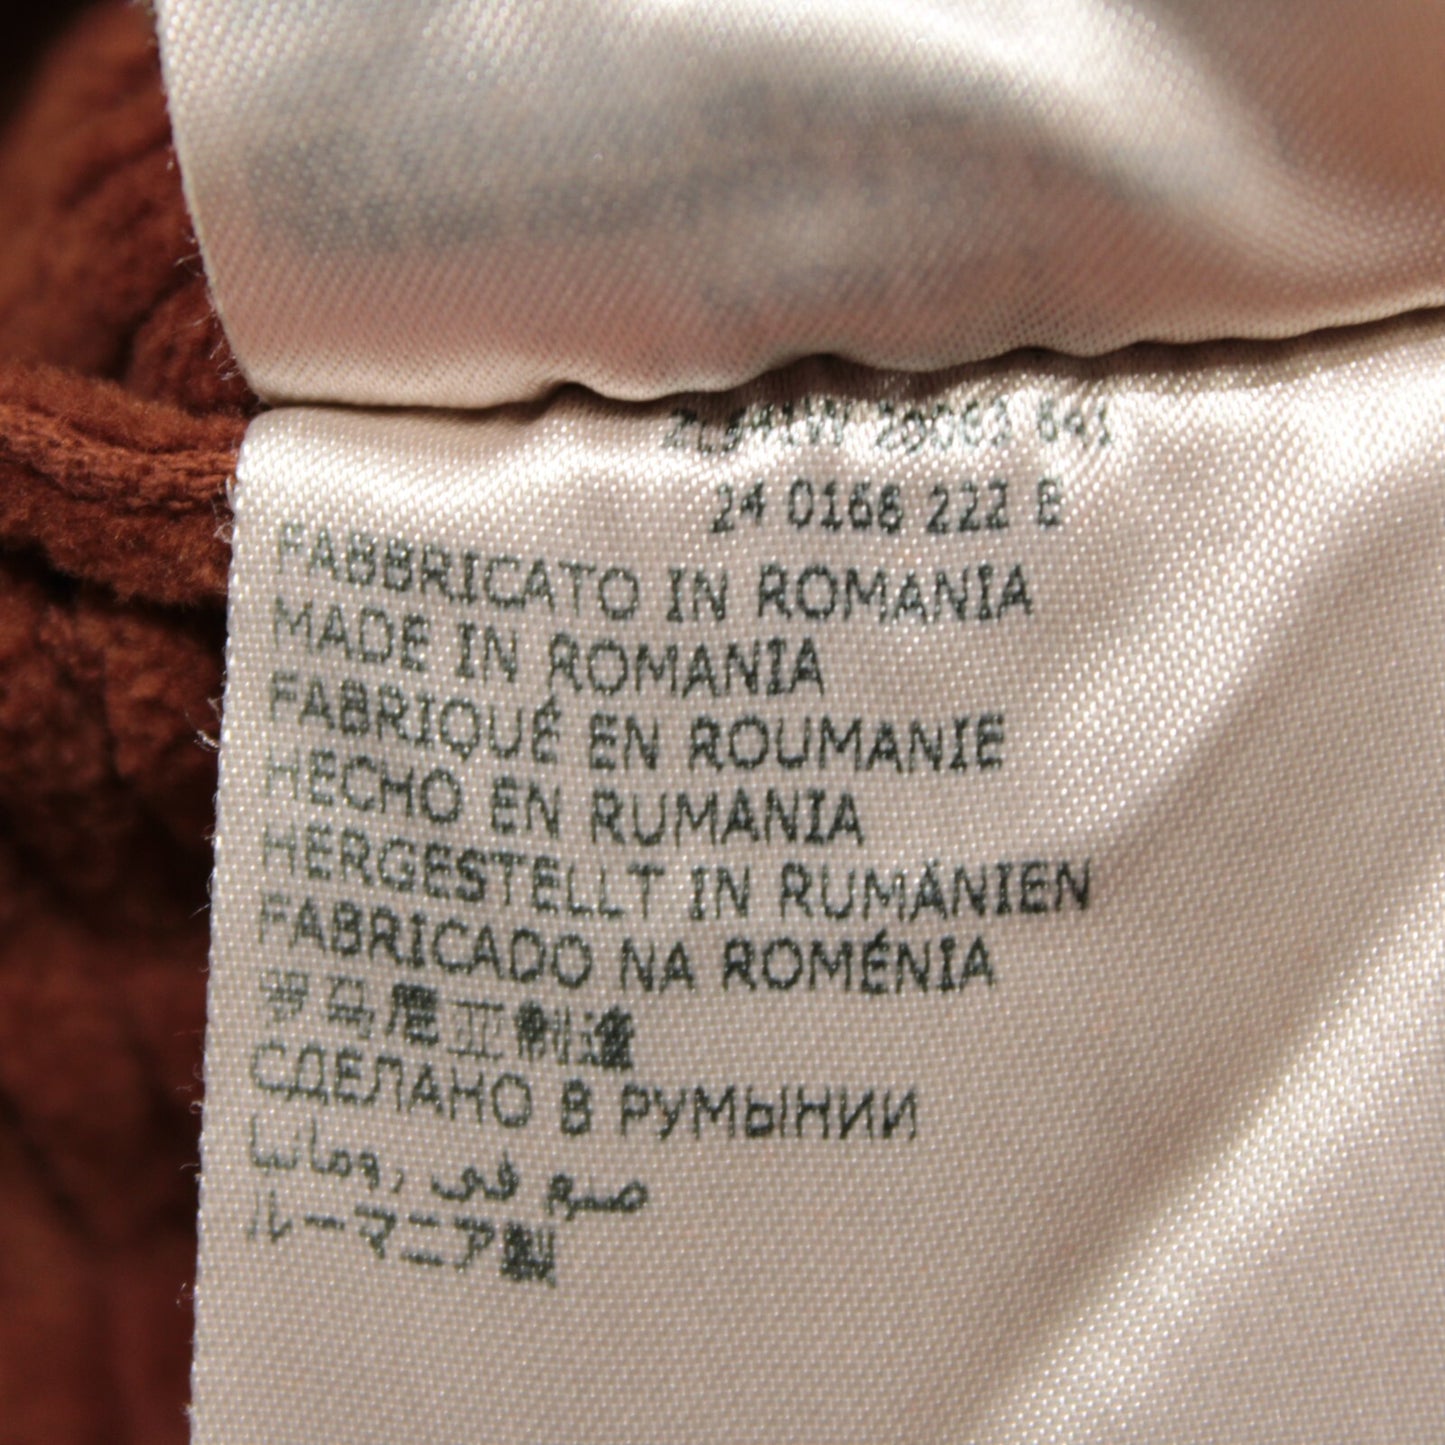 29063 641
24 0168 222 B
FABBRICATO IN ROMANIA
MADE IN ROMANIA
FABRIQUÉ EN ROUMANIE
HECHO EN RUMANIA
HERGESTELLT IN RUMÄNIEN
FABRICADO NA ROMÉNIA
罗马尼亚制造
СДЕЛАНО В РУМЫНИИ
صنع في رومانيا
ルーマニア製